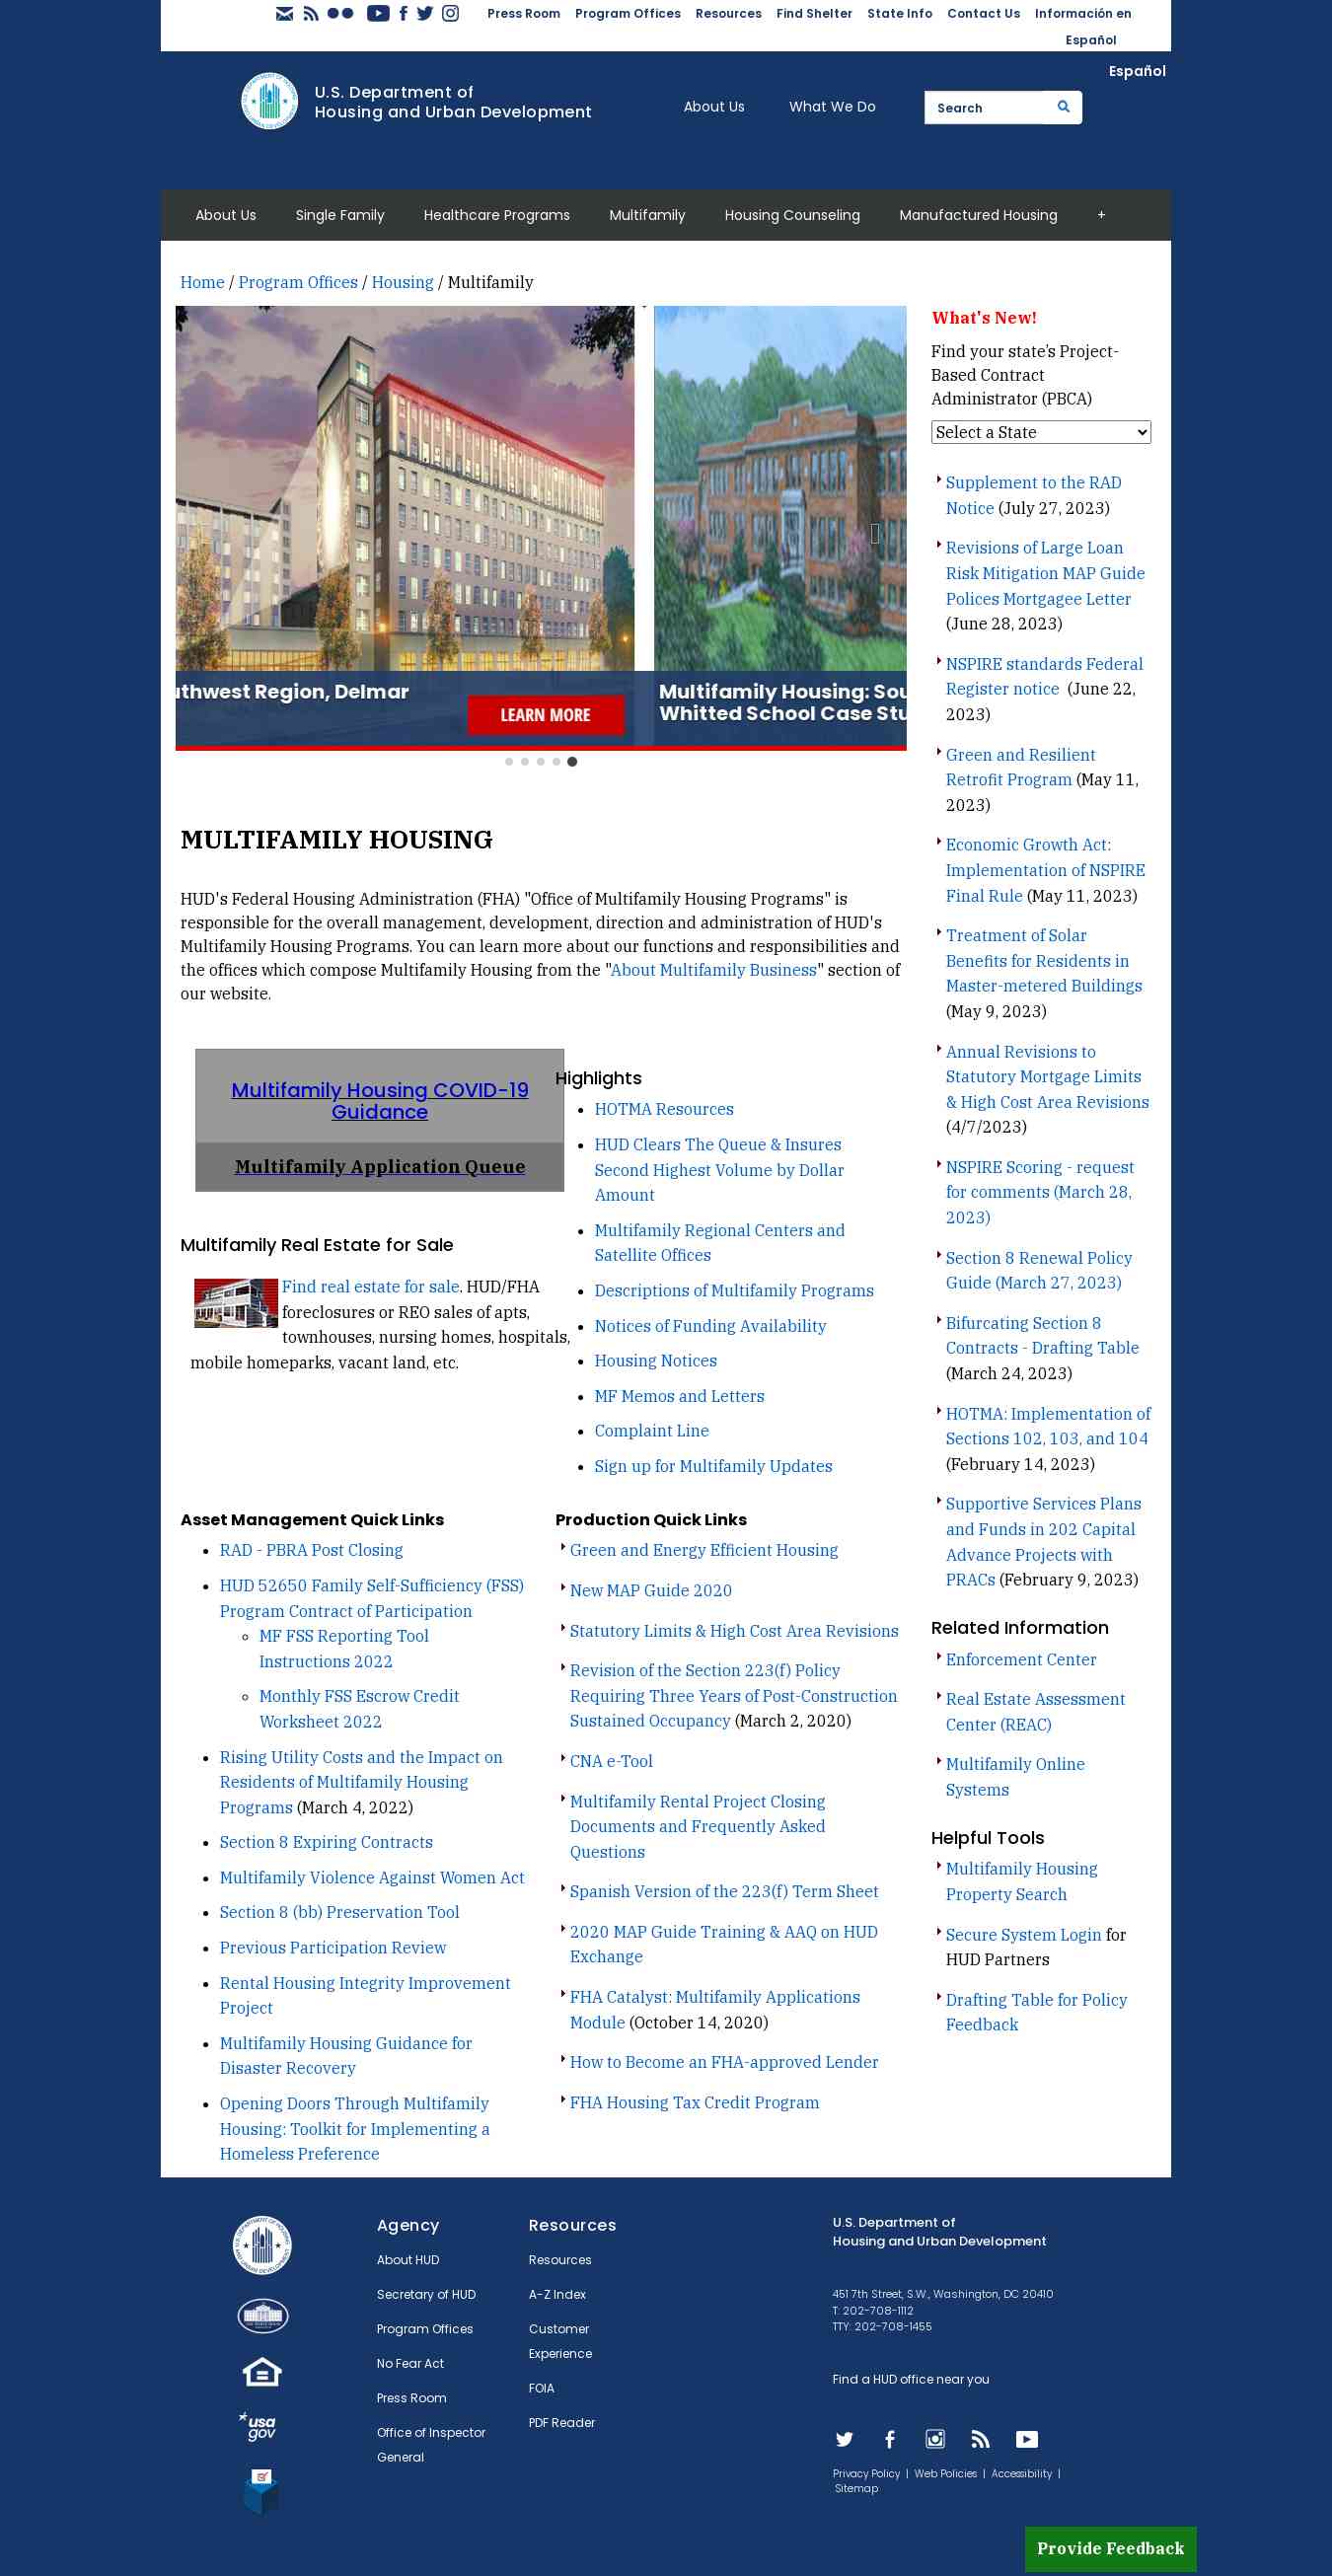 Press Room Program Offices Resources Find Shelter State Info Contact Us Información en
Español
Español
U.S. Department of
Housing and Urban Development
About Us What We Do
Search
About Us Single Family Healthcare Programs Multifamily Housing Counseling Manufactured Housing +
Home / Program Offices / Housing / Multifamily
uthwest Region, Delmar
LEARN MORE
Multifamily Housing: Sou
Whitted School Case Stu
MULTIFAMILY HOUSING
HUD's Federal Housing Administration (FHA) "Office of Multifamily Housing Programs" is
responsible for the overall management, development, direction and administration of HUD's
Multifamily Housing Programs. You can learn more about our functions and responsibilities and
the offices which compose Multifamily Housing from the "About Multifamily Business" section of
our website.
Multifamily Housing COVID-19
Guidance
Multifamily Application Queue
Multifamily Real Estate for Sale
Find real estate for sale. HUD/FHA
foreclosures or REO sales of apts,
townhouses, nursing homes, hospitals,
mobile homeparks, vacant land, etc.
Highlights
HOTMA Resources
HUD Clears The Queue & Insures
Second Highest Volume by Dollar
Amount
Multifamily Regional Centers and
Satellite Offices
Descriptions of Multifamily Programs
Notices of Funding Availability
Housing Notices
MF Memos and Letters
Complaint Line
Sign up for Multifamily Updates
Asset Management Quick Links
RAD - PBRA Post Closing
HUD 52650 Family Self-Sufficiency (FSS)
Program Contract of Participation
MF FSS Reporting Tool
Instructions 2022
Monthly FSS Escrow Credit
Worksheet 2022
Rising Utility Costs and the Impact on
Residents of Multifamily Housing
Programs (March 4, 2022)
Section 8 Expiring Contracts
Multifamily Violence Against Women Act
Section 8 (bb) Preservation Tool
Previous Participation Review
Rental Housing Integrity Improvement
Project
Multifamily Housing Guidance for
Disaster Recovery
Opening Doors Through Multifamily
Housing: Toolkit for Implementing a
Homeless Preference
Production Quick Links
Green and Energy Efficient Housing
New MAP Guide 2020
Statutory Limits & High Cost Area Revisions
Revision of the Section 223(f) Policy
Requiring Three Years of Post-Construction
Sustained Occupancy (March 2, 2020)
CNA e-Tool
Multifamily Rental Project Closing
Documents and Frequently Asked
Questions
Spanish Version of the 223(f) Term Sheet
2020 MAP Guide Training & AAQ on HUD
Exchange
FHA Catalyst: Multifamily Applications
Module (October 14, 2020)
How to Become an FHA-approved Lender
FHA Housing Tax Credit Program
What's New!
Find your state's Project-
Based Contract
Administrator (PBCA)
Select a State
Supplement to the RAD
Notice (July 27, 2023)
Revisions of Large Loan
Risk Mitigation MAP Guide
Polices Mortgagee Letter
(June 28, 2023)
NSPIRE standards Federal
Register notice (June 22,
2023)
Green and Resilient
Retrofit Program (May 11,
2023)
Economic Growth Act:
Implementation of NSPIRE
Final Rule (May 11, 2023)
Treatment of Solar
Benefits for Residents in
Master-metered Buildings
(May 9, 2023)
Annual Revisions to
Statutory Mortgage Limits
& High Cost Area Revisions
(4/7/2023)
NSPIRE Scoring - request
for comments (March 28,
2023)
Section 8 Renewal Policy
Guide (March 27, 2023)
Bifurcating Section 8
Contracts - Drafting Table
(March 24, 2023)
HOTMA: Implementation of
Sections 102, 103, and 104
(February 14, 2023)
Supportive Services Plans
and Funds in 202 Capital
Advance Projects with
PRACs (February 9, 2023)
Related Information
Enforcement Center
Real Estate Assessment
Center (REAC)
Multifamily Online
Systems
Helpful Tools
Multifamily Housing
Property Search
Secure System Login for
HUD Partners
Drafting Table for Policy
Feedback
usa
gov
Agency
About HUD
Secretary of HUD
Program Offices
No Fear Act
Press Room
Office of Inspector
General
Resources
Resources
A-Z Index
Customer
Experience
FOIA
PDF Reader
U.S. Department of
Housing and Urban Development
451 7th Street, S.W., Washington, DC 20410
T: 202-708-1112
TTY: 202-708-1455
Find a HUD office near you
Privacy Policy | Web Policies | Accessibility |
Sitemap
Provide Feedback